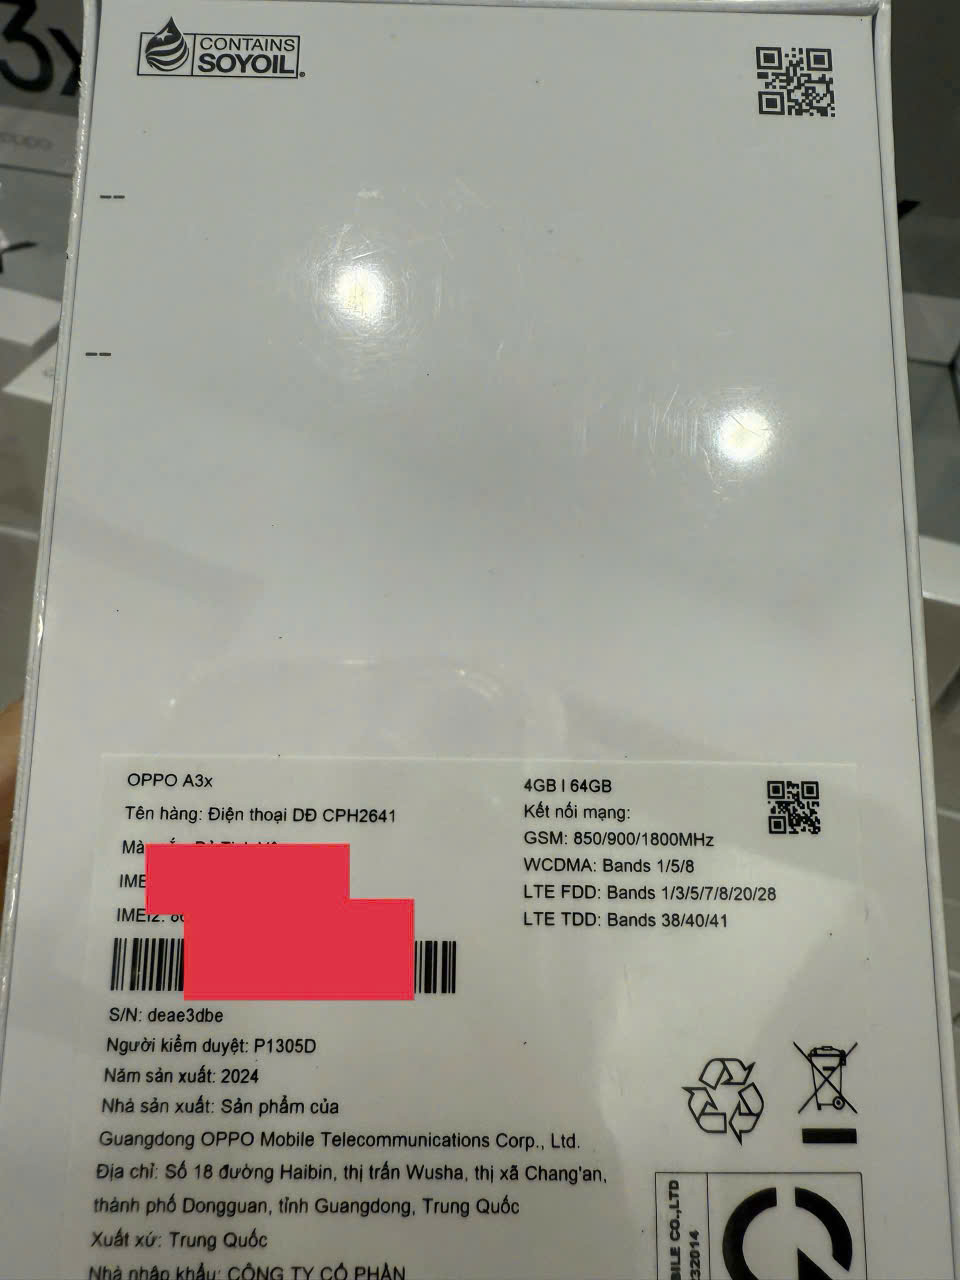 CONTAINS
SOYOIL
OPPO A3x
Tên hàng: Điện thoại DĐ CPH2641
IMEI2:
S/N: deae3dbe
Người kiểm duyệt: P1305D
Năm sản xuất: 2024
Nhà sản xuất: Sản phẩm của
Guangdong OPPO Mobile Telecommunications Corp., Ltd.
Địa chỉ: Số 18 đường Haibin, thị trấn Wusha, thị xã Chang'an,
thành phố Dongguan, tỉnh Guangdong, Trung Quốc
Xuất xứ: Trung Quốc
Nhà nhập khẩu: CÔNG TY CỔ PHẦN
4GB I 64GB
Kết nối mạng:
GSM: 850/900/1800MHz
WCDMA: Bands 1/5/8
LTE FDD: Bands 1/3/5/7/8/20/28
LTE TDD: Bands 38/40/41
CO.,LTD